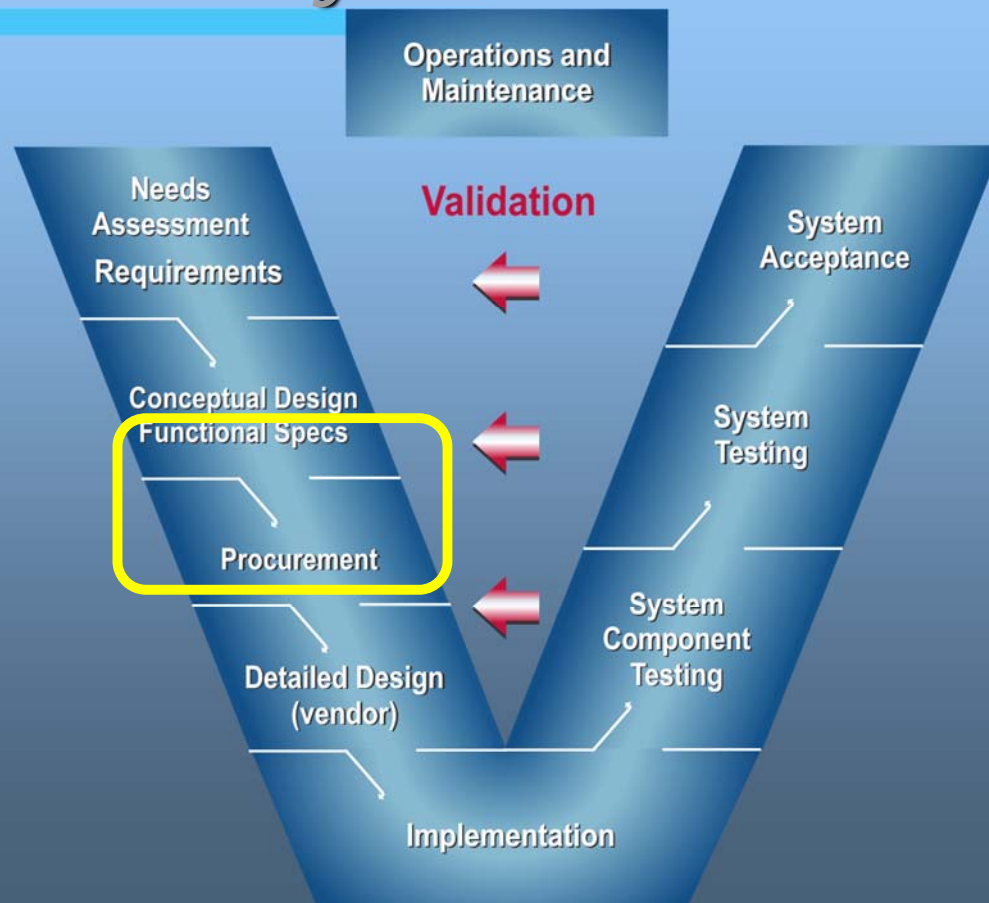 Operations and
Maintenance
Needs
Assessment
Requirements
Validation
System
Acceptance
Conceptual Design
Functional Specs
System
Testing
Procurement
System
Component
Testing
Detailed Design
(vendor)
Implementation